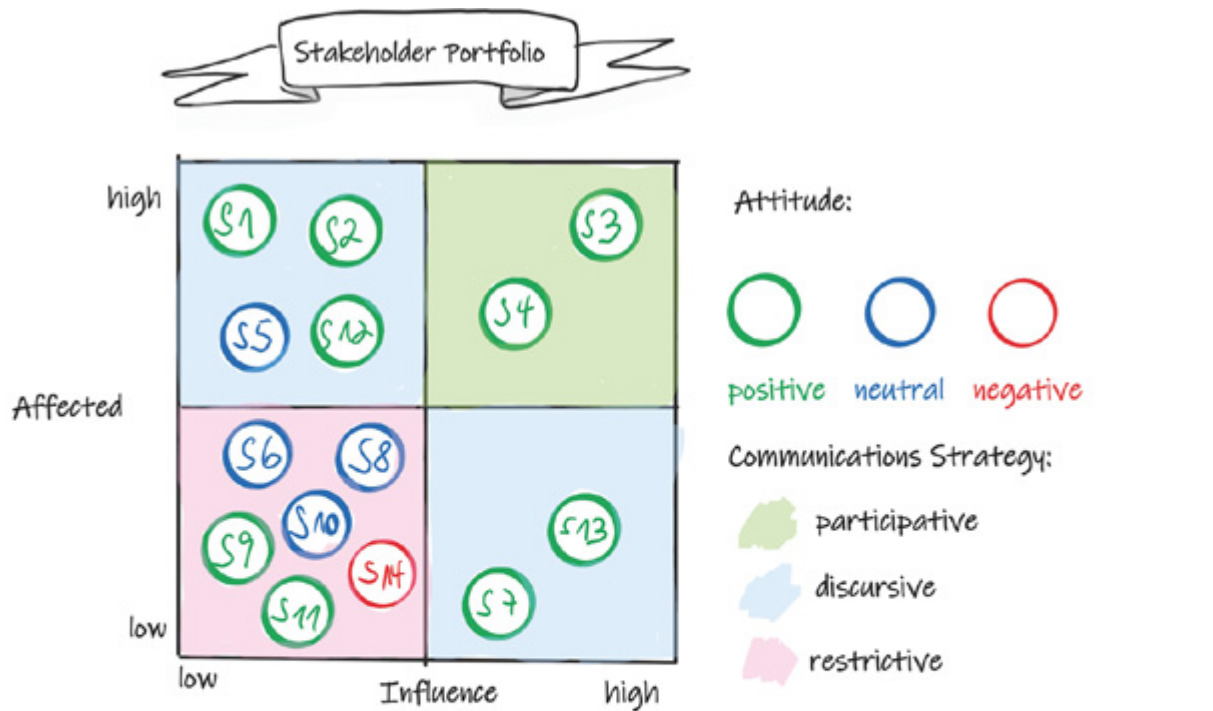 Stakeholder Portfolio
high
S1
S2
S3
S4
S5
S12
Affected
S6
S8
S10
S9
S14
S11
S13
S7
low
low
Influence
high
Attitude:
positive
neutral
negative
Communications Strategy:
participative
discursive
restrictive